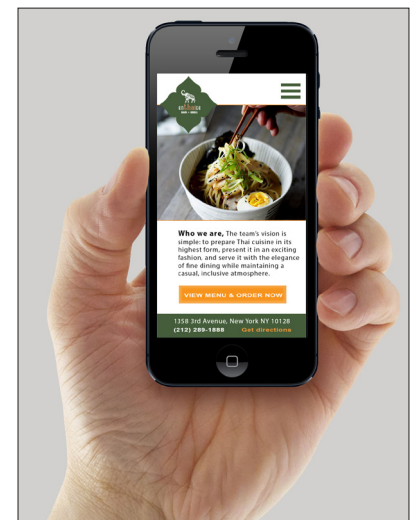 Who we are, The team's vision is
simple: to prepare Thai cuisine in its
highest form, present it in an exciting
fashion, and serve it with the elegance
of fine dining while maintaining a
casual, inclusive atmosphere.
VIEW MENU & ORDER NOW
1358 3rd Avenue, New York NY 10128
(212) 289-1888 Get directions